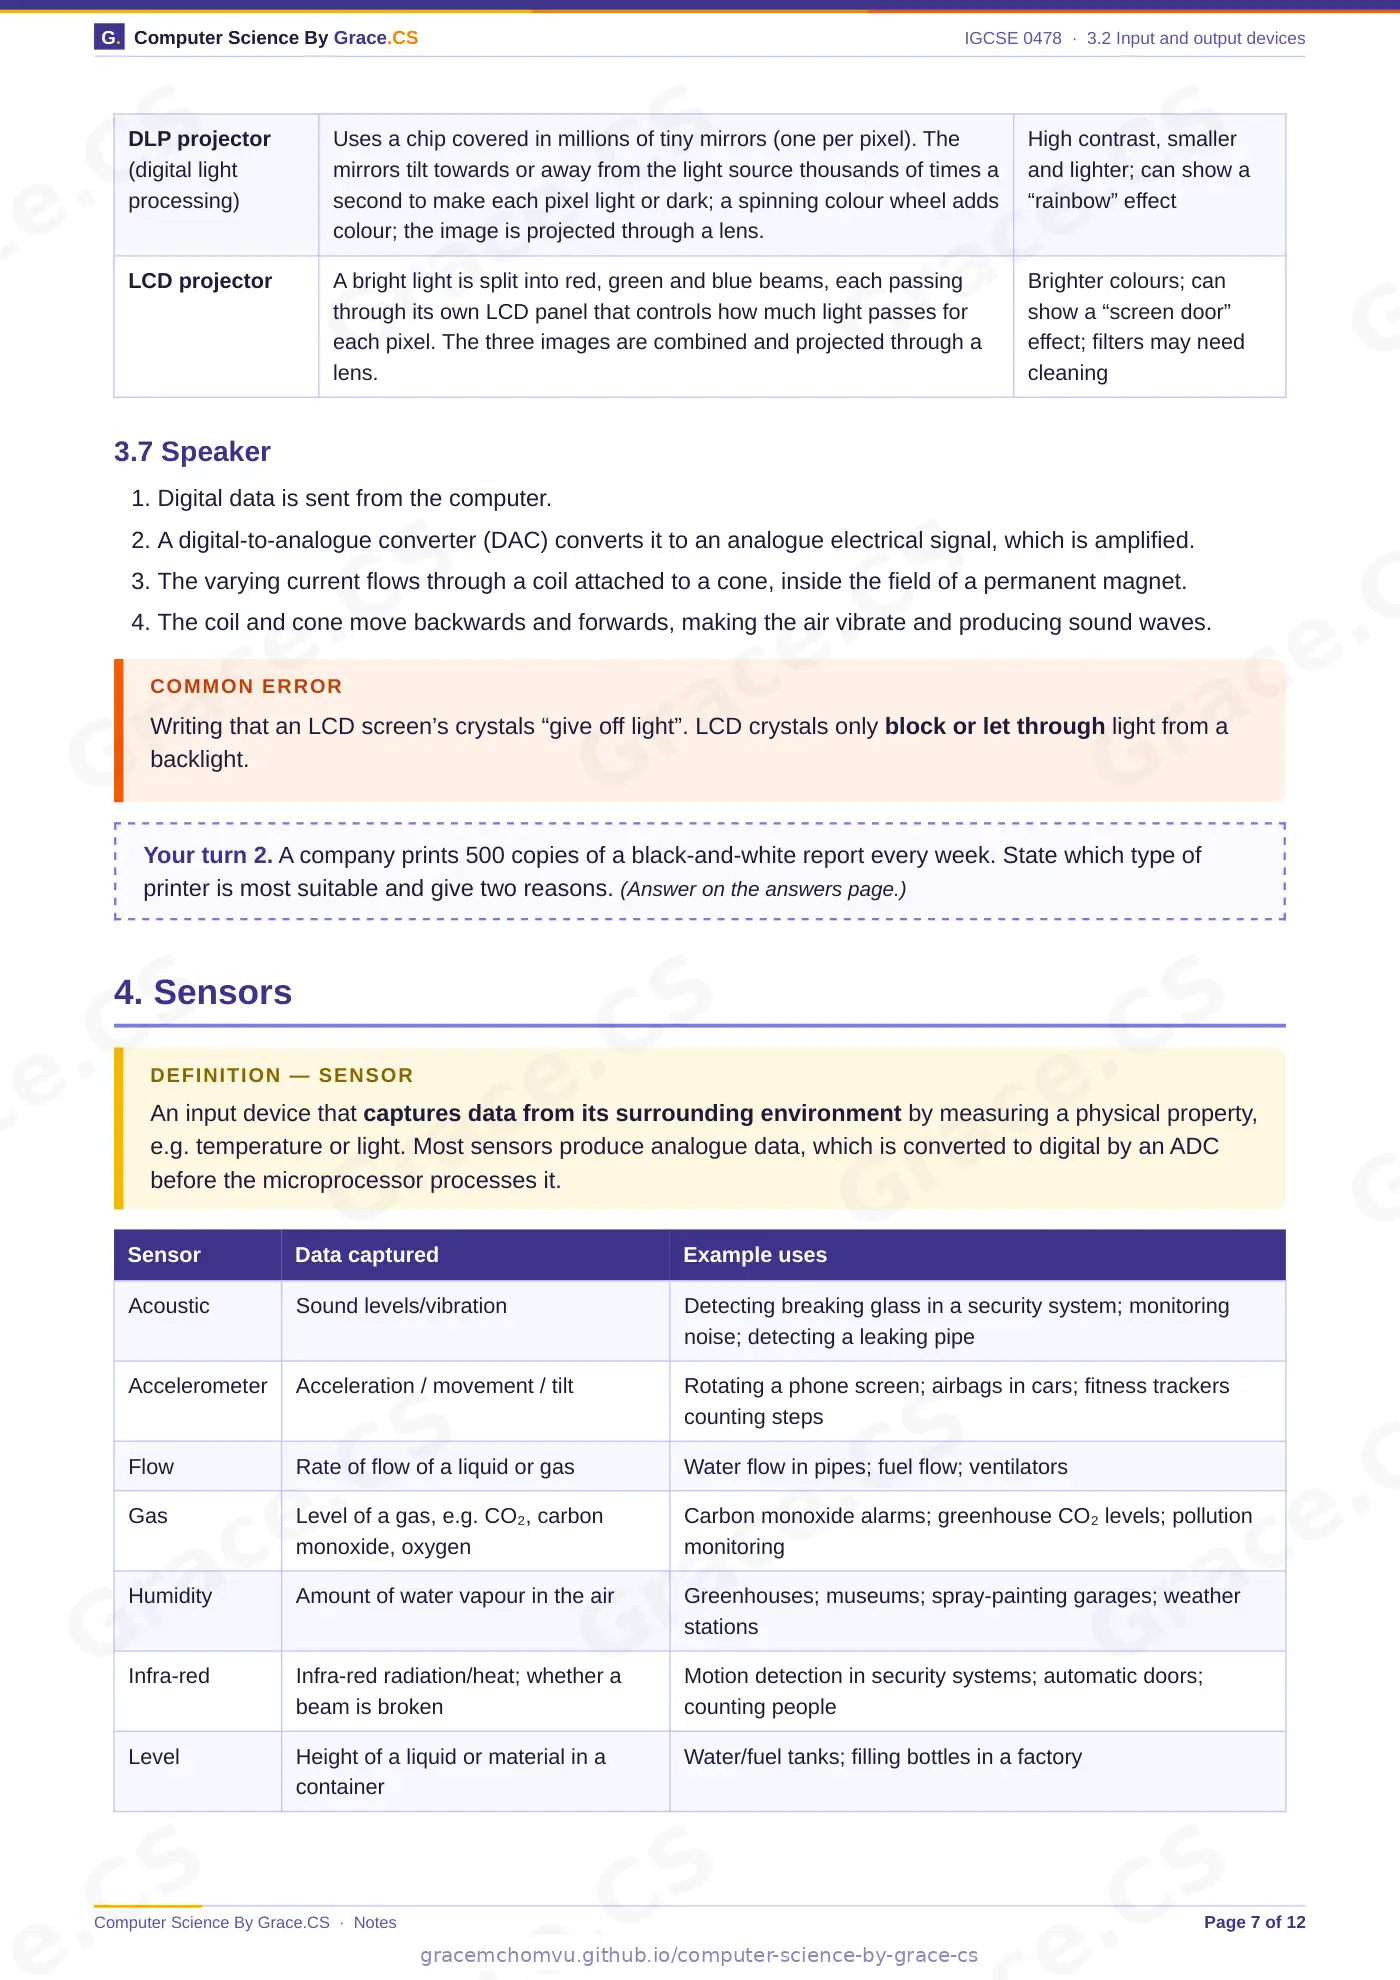 G. Computer Science By Grace.CS
IGCSE 0478 · 3.2 Input and output devices
DLP projector
(digital light
processing)
Uses a chip covered in millions of tiny mirrors (one per pixel). The
mirrors tilt towards or away from the light source thousands of times a
second to make each pixel light or dark; a spinning colour wheel adds
colour; the image is projected through a lens.
High contrast, smaller
and lighter; can show a
“rainbow” effect
LCD projector
A bright light is split into red, green and blue beams, each passing
through its own LCD panel that controls how much light passes for
each pixel. The three images are combined and projected through a
lens.
Brighter colours; can
show a “screen door”
effect; filters may need
cleaning
3.7 Speaker
1. Digital data is sent from the computer.
2. A digital-to-analogue converter (DAC) converts it to an analogue electrical signal, which is amplified.
3. The varying current flows through a coil attached to a cone, inside the field of a permanent magnet.
4. The coil and cone move backwards and forwards, making the air vibrate and producing sound waves.
COMMON ERROR
Writing that an LCD screen’s crystals “give off light”. LCD crystals only block or let through light from a
backlight.
Your turn 2. A company prints 500 copies of a black-and-white report every week. State which type of
printer is most suitable and give two reasons. (Answer on the answers page.)
4. Sensors
DEFINITION — SENSOR
An input device that captures data from its surrounding environment by measuring a physical property,
e.g. temperature or light. Most sensors produce analogue data, which is converted to digital by an ADC
before the microprocessor processes it.
Sensor
Data captured
Example uses
Acoustic
Sound levels/vibration
Detecting breaking glass in a security system; monitoring
noise; detecting a leaking pipe
Accelerometer
Acceleration / movement / tilt
Rotating a phone screen; airbags in cars; fitness trackers
counting steps
Flow
Rate of flow of a liquid or gas
Water flow in pipes; fuel flow; ventilators
Gas
Level of a gas, e.g. CO₂, carbon
monoxide, oxygen
Carbon monoxide alarms; greenhouse CO₂ levels; pollution
monitoring
Humidity
Amount of water vapour in the air
Greenhouses; museums; spray-painting garages; weather
stations
Infra-red
Infra-red radiation/heat; whether a
beam is broken
Motion detection in security systems; automatic doors;
counting people
Level
Height of a liquid or material in a
container
Water/fuel tanks; filling bottles in a factory
Computer Science By Grace.CS · Notes
Page 7 of 12
gracemchomvu.github.io/computer-science-by-grace-cs